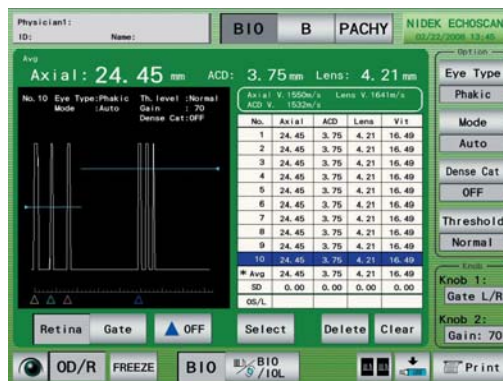 Physician1:
ID: Name:
BIO B PACHY
NIDEK ECHOSCAN
02/22/2008 13:45
Avg
Axial: 24. 45 mm ACD: 3. 75 mm Lens: 4. 21 mm
No. 10 Eye Type:Phakic Th. level :Normal
Mode :Auto Gain : 70
Dense Cat:OFF
Axial V. 1550m/s Lens V. 1641m/s
ACD V. 1532m/s
No. Axial ACD Lens Vit
1 24. 45 3. 75 4. 21 16. 49
2 24. 45 3. 75 4. 21 16. 49
3 24. 45 3. 75 4. 21 16. 49
4 24. 45 3. 75 4. 21 16. 49
5 24. 45 3. 75 4. 21 16. 49
6 24. 45 3. 75 4. 21 16. 49
7 24. 45 3. 75 4. 21 16. 49
8 24. 45 3. 75 4. 21 16. 49
9 24. 45 3. 75 4. 21 16. 49
10 24. 45 3. 75 4. 21 16. 49
* Avg 24. 45 3. 75 4. 21 16. 49
SD 0. 00 0. 00 0. 00 0. 00
OS/L
Option
Eye Type
Phakic
Mode
Auto
Dense Cat
OFF
Threshold
Normal
Knob
Knob 1:
Gate L/R
Knob 2:
Gain: 70
Retina Gate OFF Select Delete Clear
OD/R FREEZE BIO BIO/IOL Print